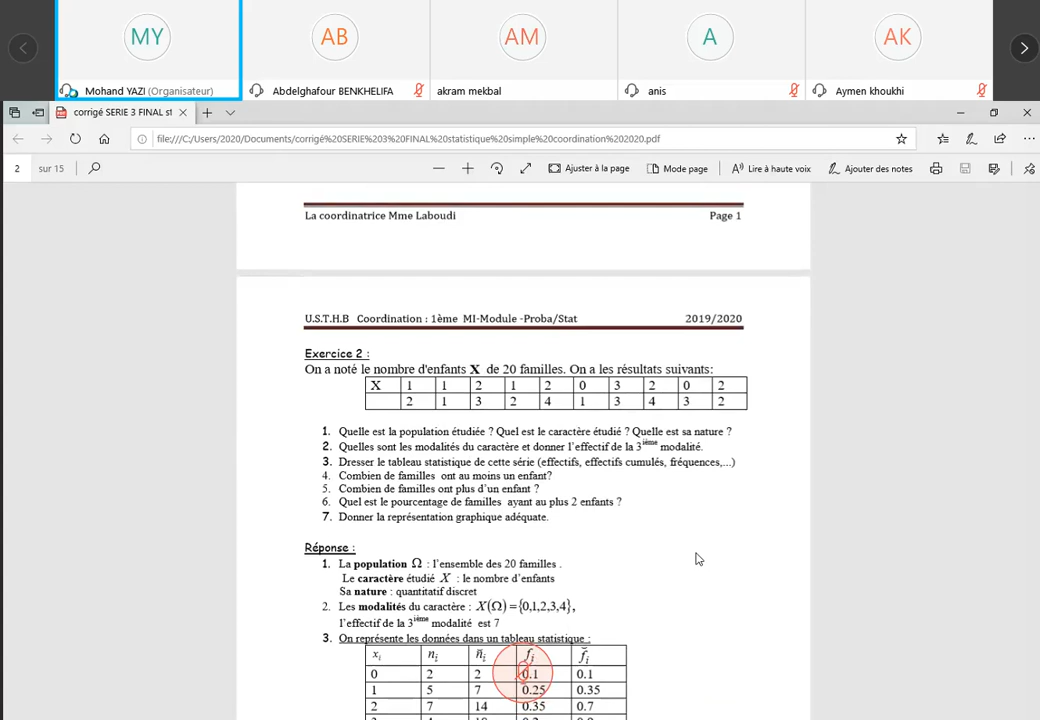 MY
AB
AM
A
AK
Mohand YAZI (Organisateur)
Abdelghafour BENKHELIFA
akram mekbal
anis
Aymen khoukhi
corrigé SERIE 3 FINAL st
file:///C:/Users/2020/Documents/corrigé%20SERIE%203%20FINAL%20statistique%20simple%20coordination%202020.pdf
2 sur 15
Ajuster à la page
Mode page
Lire à haute voix
Ajouter des notes
La coordinatrice Mme Laboudi Page 1
U.S.T.H.B Coordination : 1ème MI-Module -Proba/Stat 2019/2020
Exercice 2 :
On a noté le nombre d'enfants X de 20 familles. On a les résultats suivants:
X 1 1 2 1 2 0 3 2 0 2
2 1 3 2 4 1 3 4 3 2
1. Quelle est la population étudiée ? Quel est le caractère étudié ? Quelle est sa nature ?
2. Quelles sont les modalités du caractère et donner l'effectif de la 3ième modalité.
3. Dresser le tableau statistique de cette série (effectifs, effectifs cumulés, fréquences,...)
4. Combien de familles ont au moins un enfant?
5. Combien de familles ont plus d'un enfant ?
6. Quel est le pourcentage de familles ayant au plus 2 enfants ?
7. Donner la représentation graphique adéquate.
Réponse :
1. La population Ω : l'ensemble des 20 familles .
Le caractère étudié X : le nombre d'enfants
Sa nature : quantitatif discret
2. Les modalités du caractère : X(Ω) = {0,1,2,3,4},
l'effectif de la 3ième modalité est 7
3. On représente les données dans un tableau statistique :
xi ni n̆i fi f̆i
0 2 2 0.1 0.1
1 5 7 0.25 0.35
2 7 14 0.35 0.7